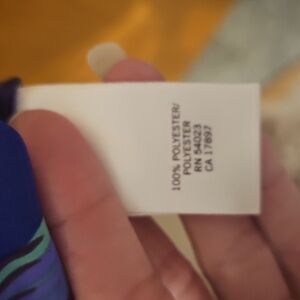 100% POLYESTER/
POLYESTER
RN 54023
CA 17897